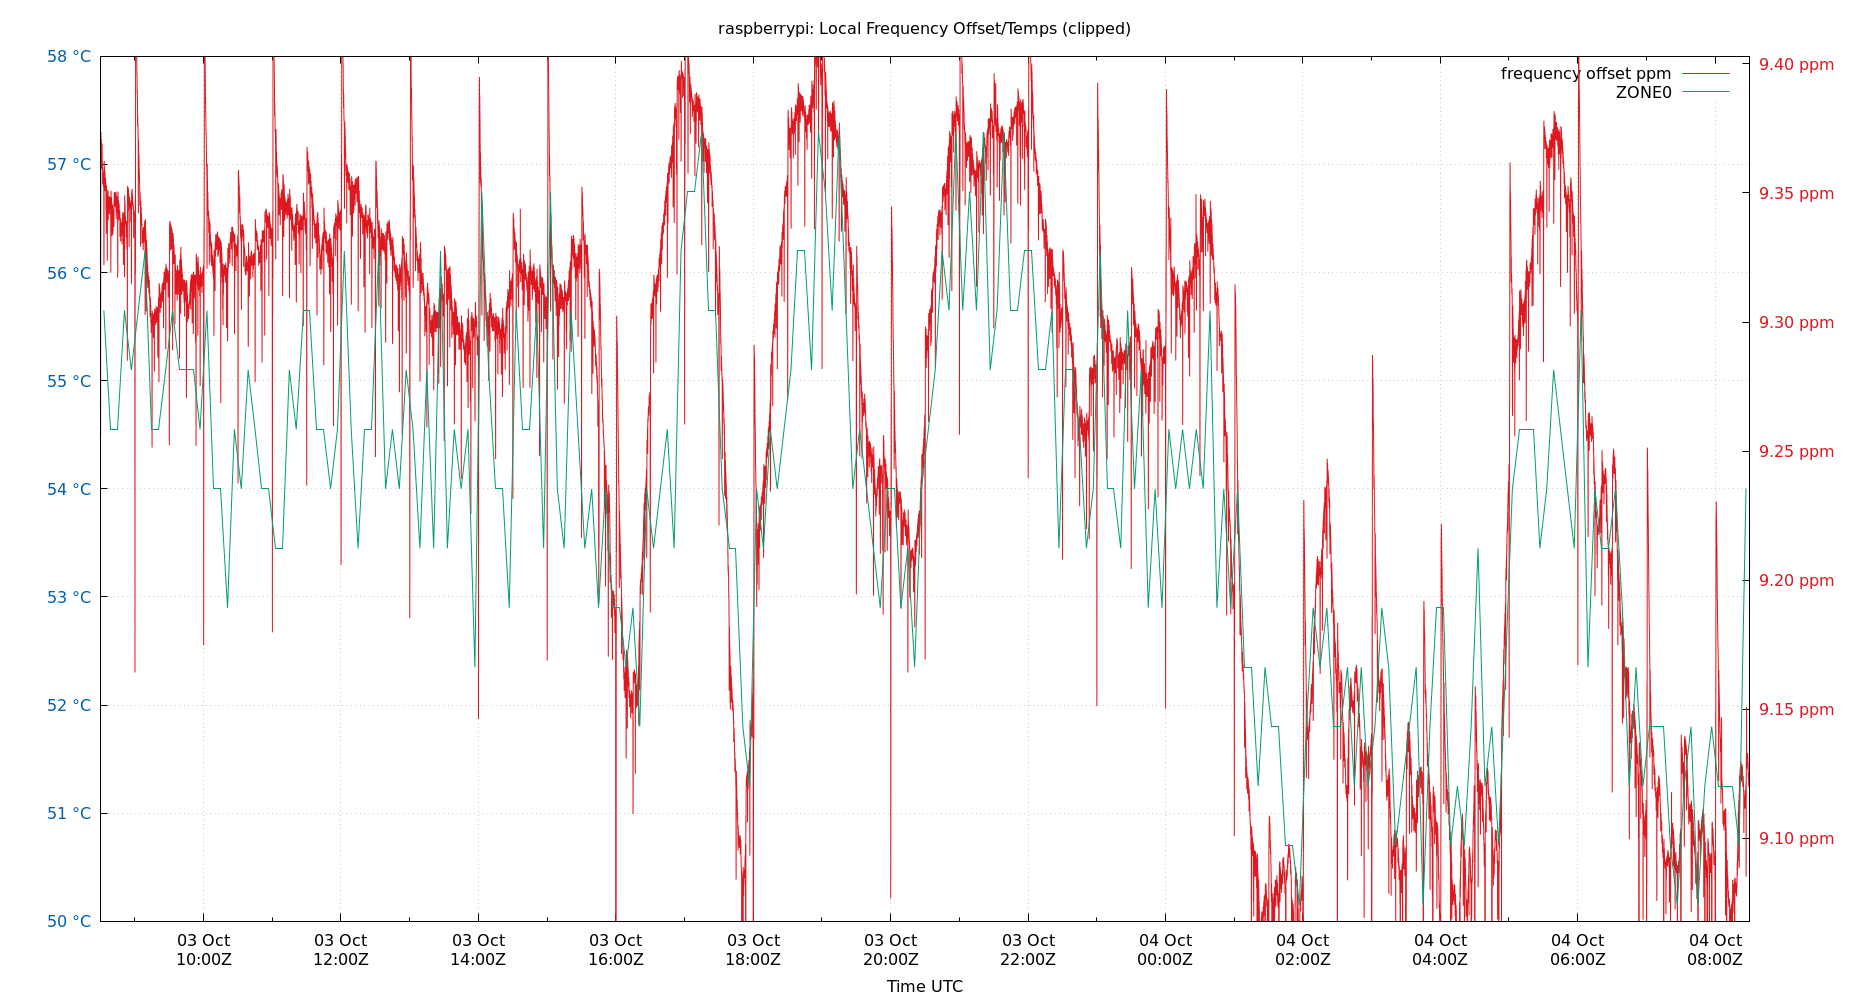 raspberrypi: Local Frequency Offset/Temps (clipped)
frequency offset ppm
ZONE0
58 °C
57 °C
56 °C
55 °C
54 °C
53 °C
52 °C
51 °C
50 °C
9.40 ppm
9.35 ppm
9.30 ppm
9.25 ppm
9.20 ppm
9.15 ppm
9.10 ppm
03 Oct 03 Oct 03 Oct 03 Oct 03 Oct 03 Oct 03 Oct 04 Oct 04 Oct 04 Oct 04 Oct 04 Oct
10:00Z 12:00Z 14:00Z 16:00Z 18:00Z 20:00Z 22:00Z 00:00Z 02:00Z 04:00Z 06:00Z 08:00Z
Time UTC